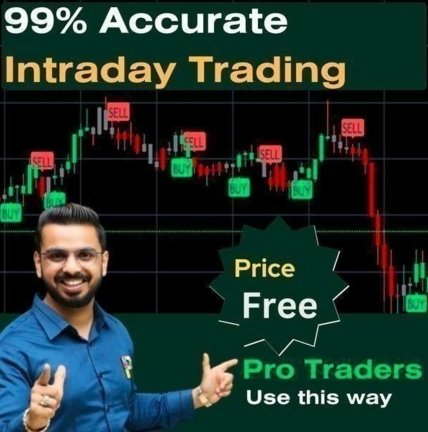 99% Accurate
Intraday Trading
SELL
SELL
SELL
SELL
SELL
BUY
BUY
BUY
BUY
BUY
BUY
Price
Free
Pro Traders
Use this way